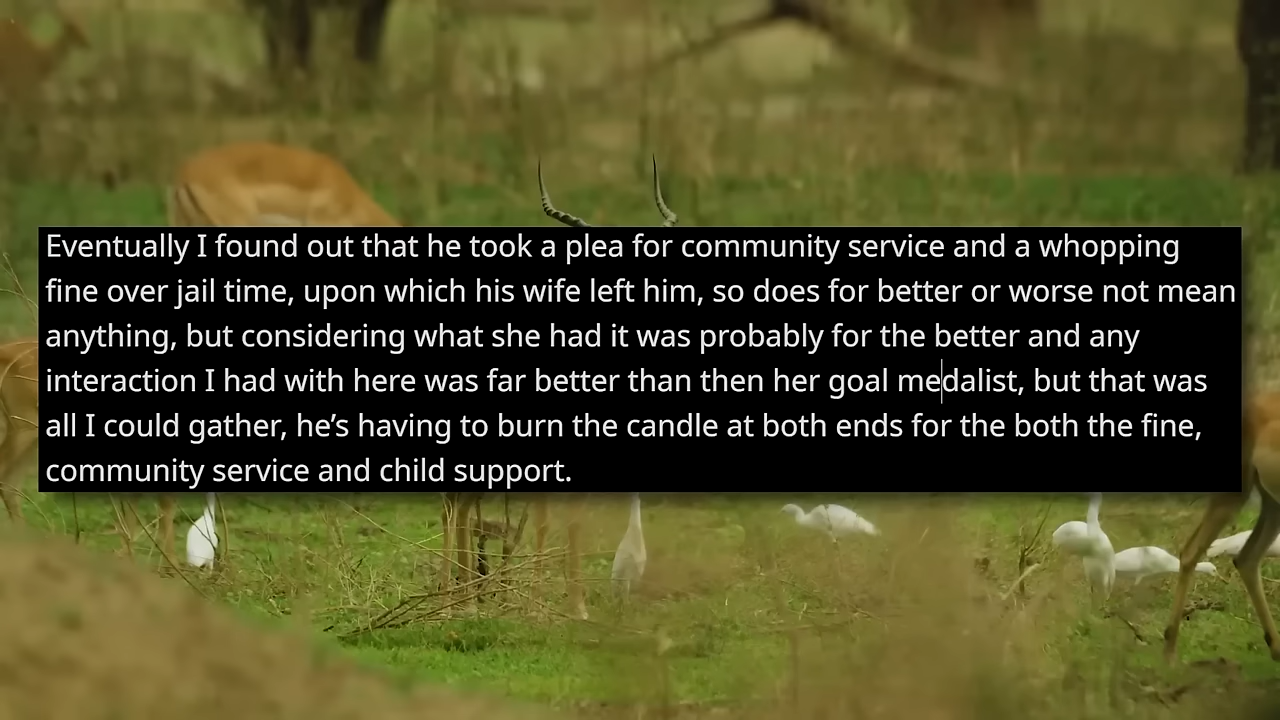 Eventually I found out that he took a plea for community service and a whopping
fine over jail time, upon which his wife left him, so does for better or worse not mean
anything, but considering what she had it was probably for the better and any
interaction I had with here was far better than then her goal medalist, but that was
all I could gather, he’s having to burn the candle at both ends for the both the fine,
community service and child support.